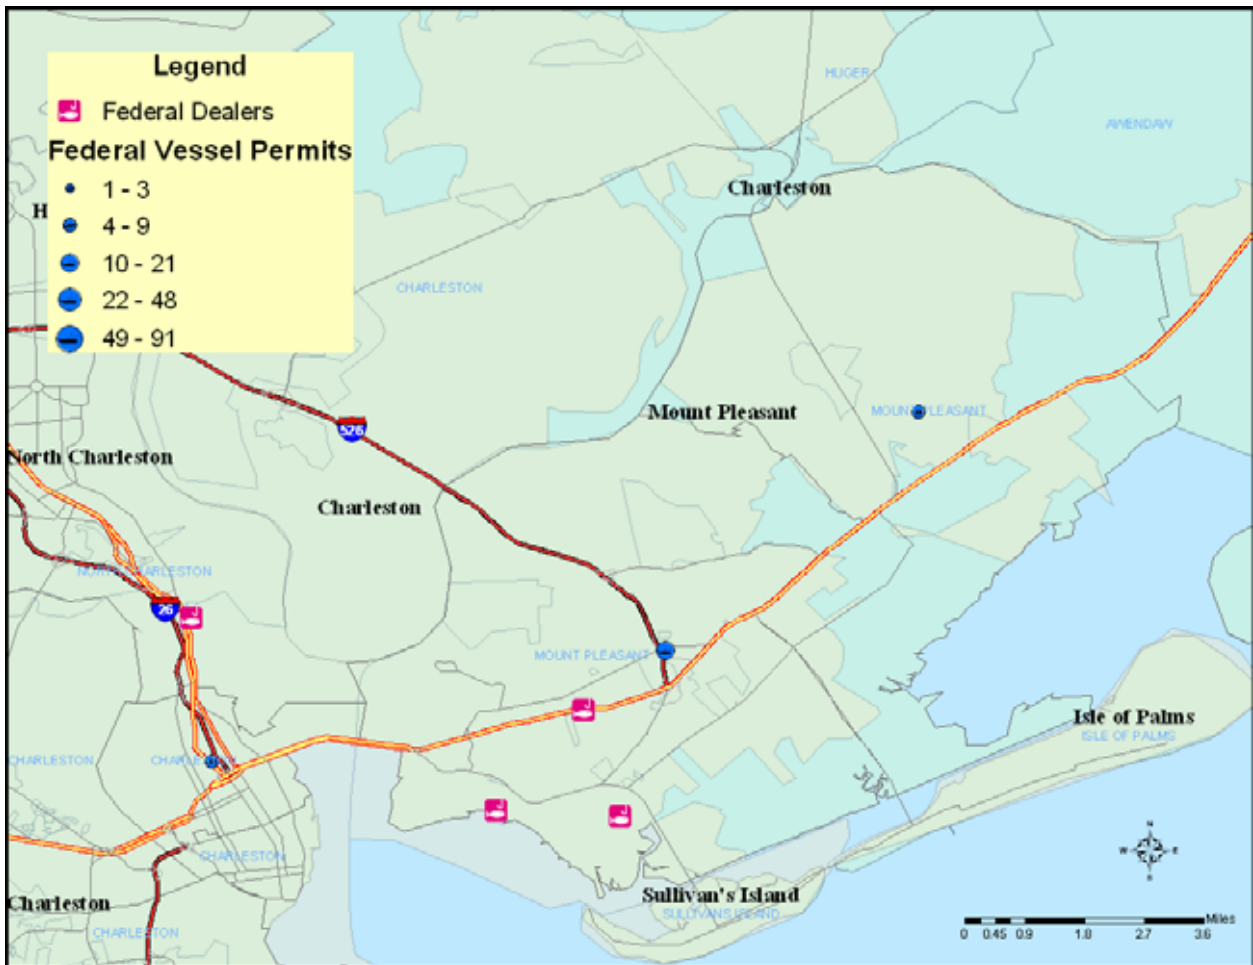 Legend
Federal Dealers
Federal Vessel Permits
1 - 3
4 - 9
10 - 21
22 - 48
49 - 91
H
HUGER
AWENDAW
Charleston
CHARLESTON
Mount Pleasant
MOUNT PLEASANT
526
North Charleston
Charleston
NORTH CHARLESTON
26
MOUNT PLEASANT
Isle of Palms
ISLE OF PALMS
CHARLESTON
CHARLESTON
CHARLESTON
Sullivan's Island
SULLIVANS ISLAND
Charleston
CHARLESTON
N
W E
S
Miles
0 0.45 0.9 1.8 2.7 3.6